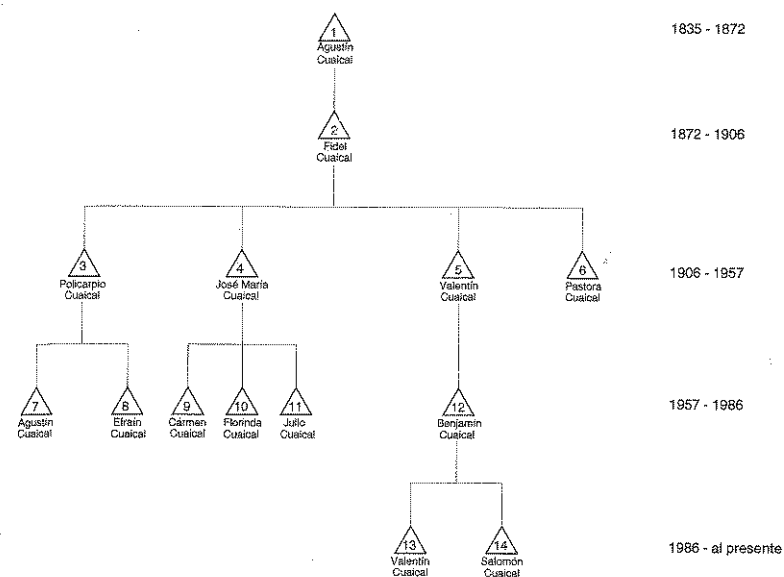 1
Agustín
Cuaical
1835 - 1872
2
Fidel
Cuaical
1872 - 1906
3
Policarpio
Cuaical
4
José María
Cuaical
5
Valentín
Cuaical
6
Pastora
Cuaical
1906 - 1957
7
Agustín
Cuaical
8
Efraín
Cuaical
9
Cármen
Cuaical
10
Florinda
Cuaical
11
Julio
Cuaical
12
Benjamín
Cuaical
1957 - 1986
13
Valentín
Cuaical
14
Salomón
Cuaical
1986 - al presente